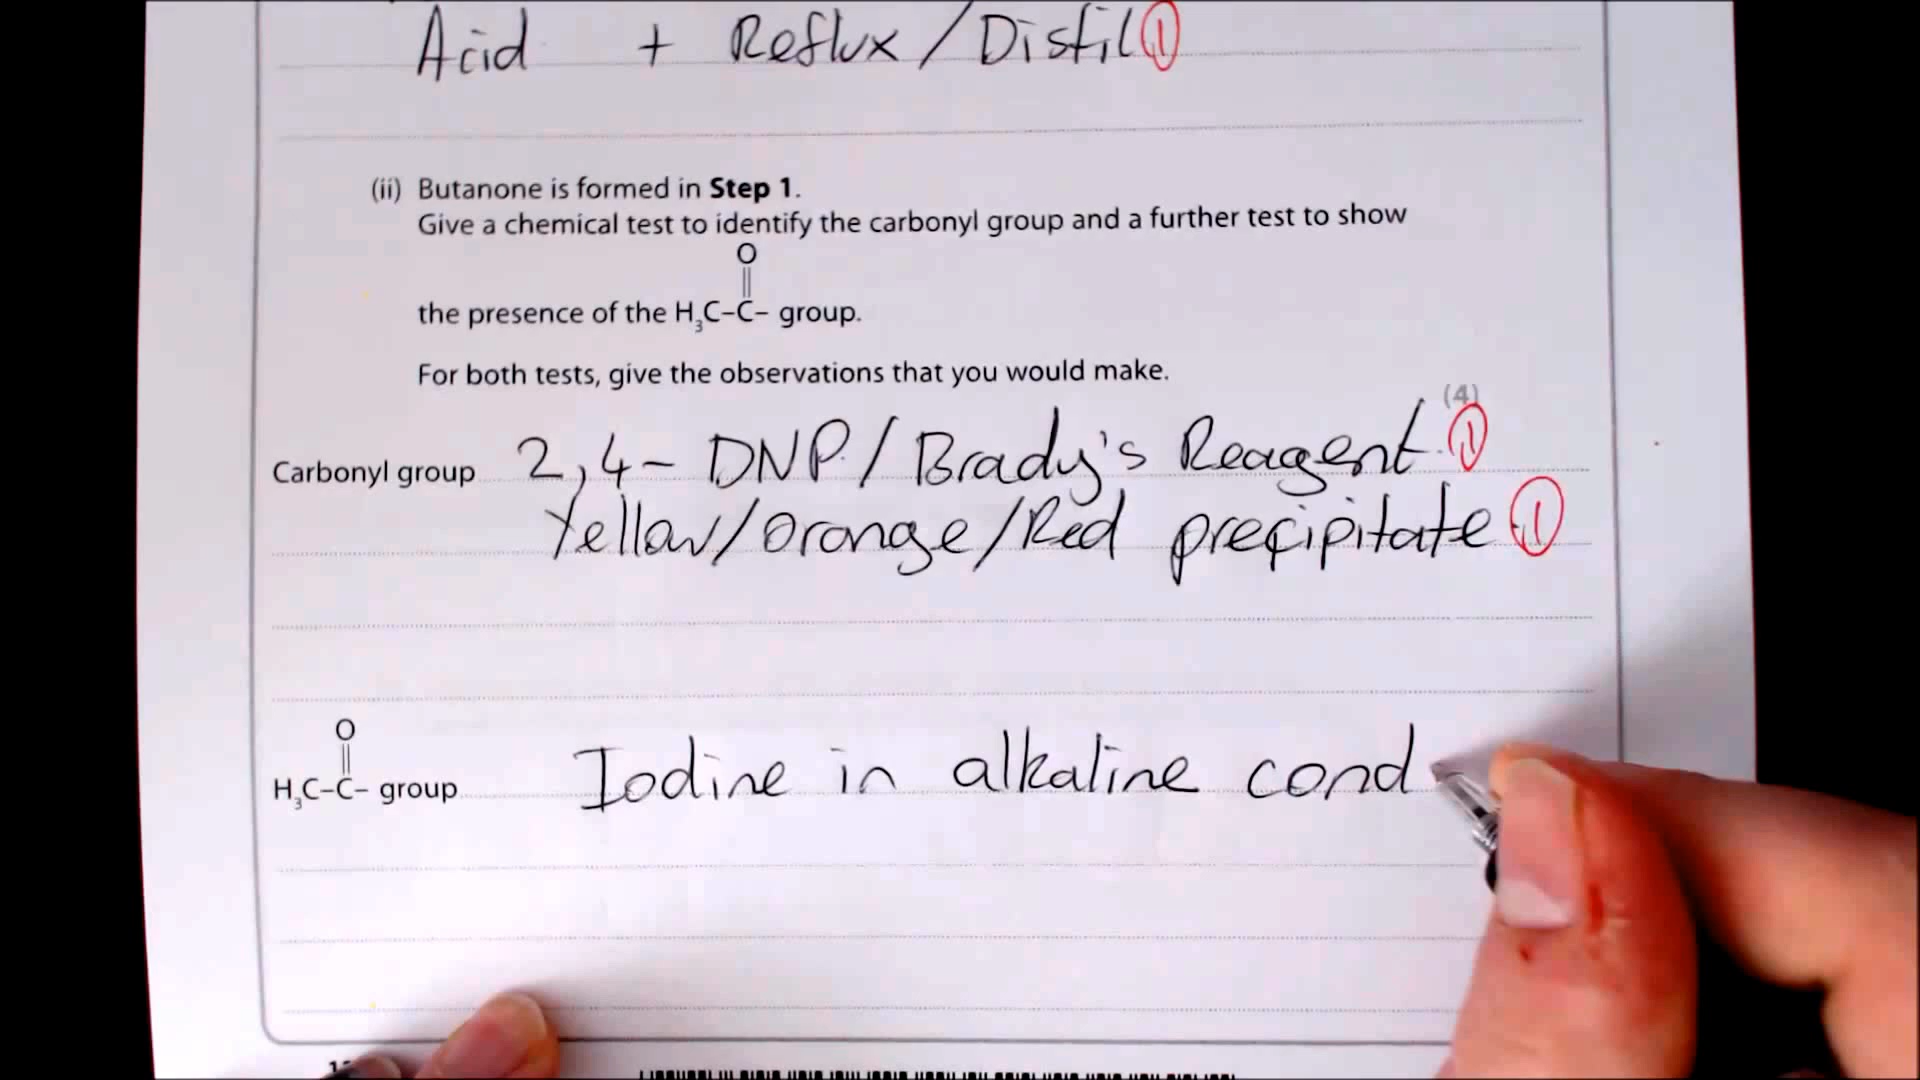 Acid + Reflux/Distil ①
(ii) Butanone is formed in Step 1.
Give a chemical test to identify the carbonyl group and a further test to show
O
||
the presence of the H₃C–C– group.
For both tests, give the observations that you would make.
(4)
Carbonyl group 2,4– DNP/Brady's Reagent ①
Yellow/orange/Red precipitate ①
O
||
H₃C–C– group Iodine in alkaline cond